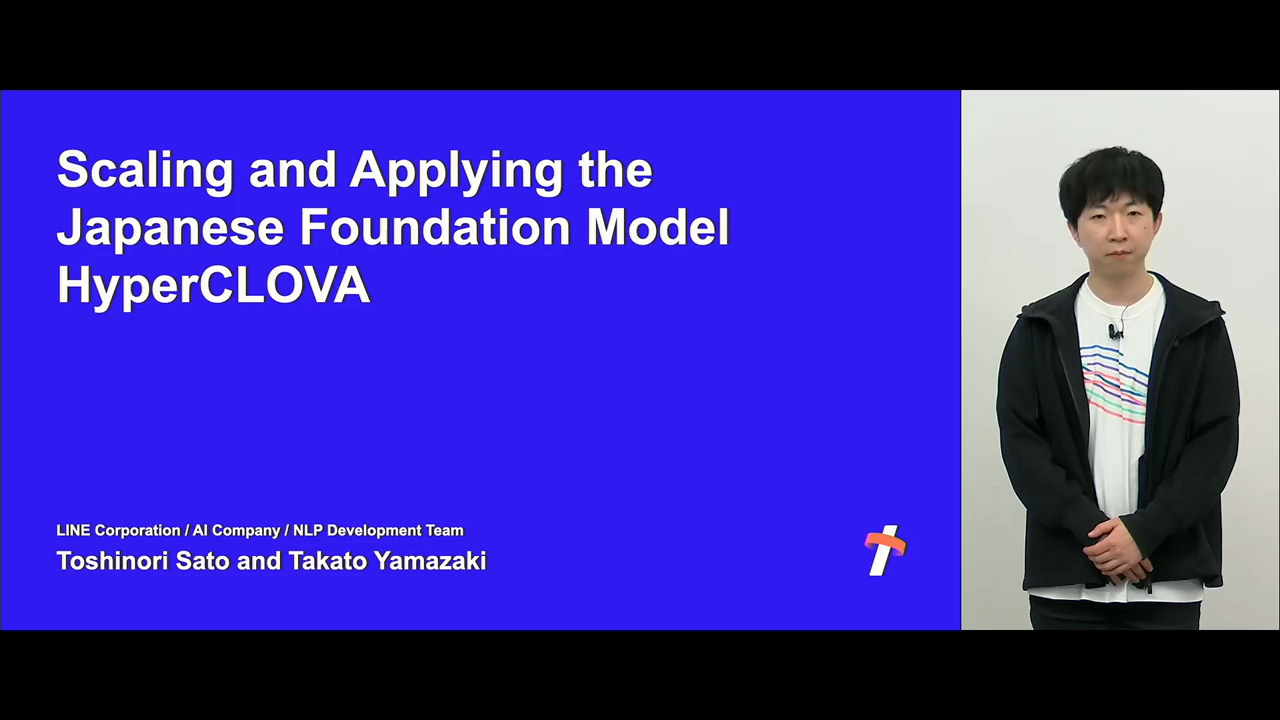 Scaling and Applying the
Japanese Foundation Model
HyperCLOVA
LINE Corporation / AI Company / NLP Development Team
Toshinori Sato and Takato Yamazaki